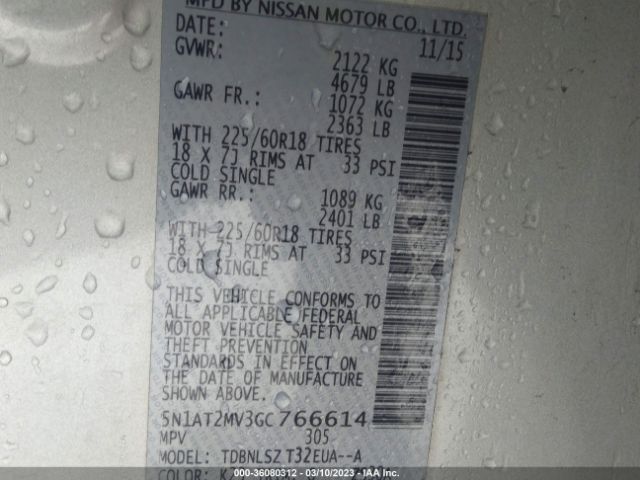 MFD BY NISSAN MOTOR CO., LTD.
DATE: 11/15
GVWR: 2122 KG
4679 LB
GAWR FR.: 1072 KG
2363 LB
WITH 225/60R18 TIRES
18 X 7J RIMS AT 33 PSI
COLD SINGLE
GAWR RR.: 1089 KG
2401 LB
WITH 225/60R18 TIRES
18 X 7J RIMS AT 33 PSI
COLD SINGLE
THIS VEHICLE CONFORMS TO
ALL APPLICABLE FEDERAL
MOTOR VEHICLE SAFETY AND
THEFT PREVENTION
STANDARDS IN EFFECT ON
THE DATE OF MANUFACTURE
SHOWN ABOVE.
5N1AT2MV3GC766614
MPV 305
MODEL: TDBNLSZ T32EUA--A
COLOR:
000-36080312 - 03/10/2023 - IAAI.COM